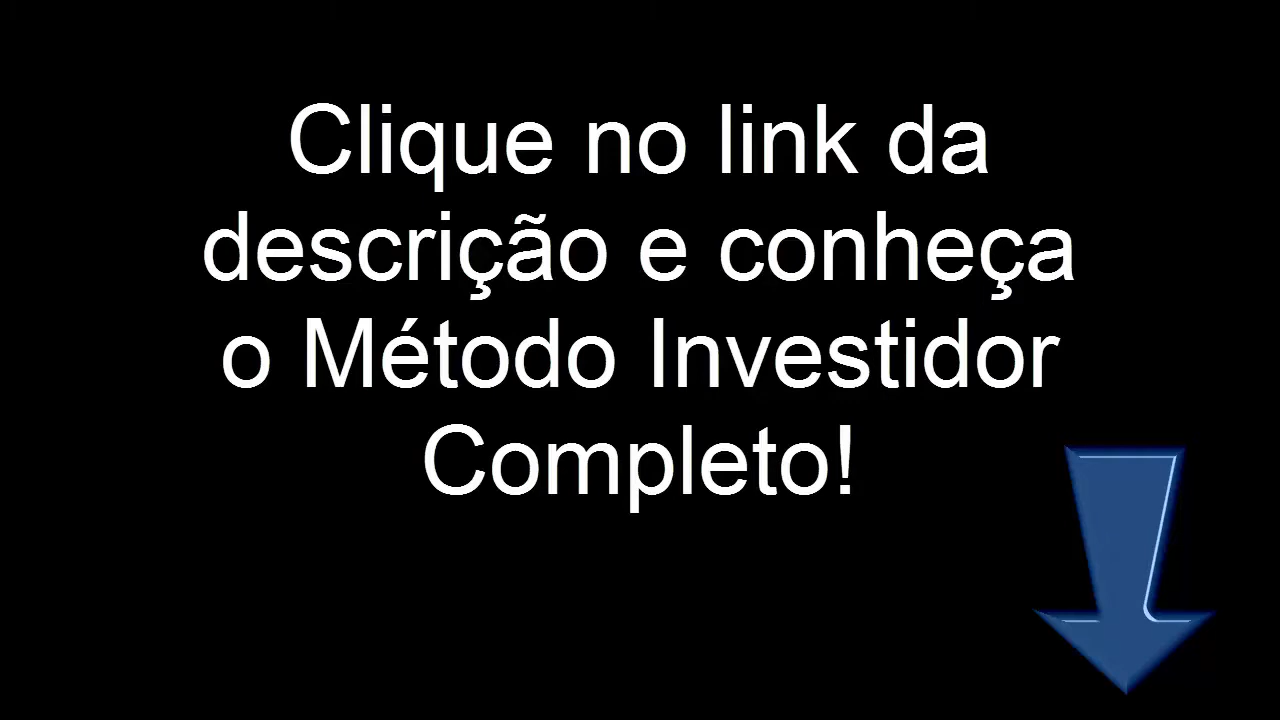 Clique no link da
descrição e conheça
o Método Investidor
Completo!